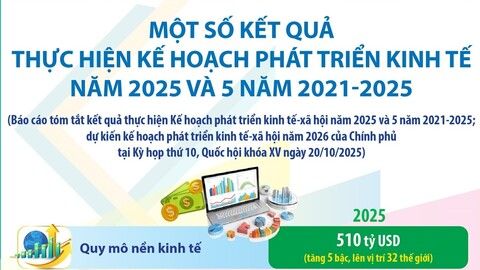 MỘT SỐ KẾT QUẢ
THỰC HIỆN KẾ HOẠCH PHÁT TRIỂN KINH TẾ
NĂM 2025 VÀ 5 NĂM 2021-2025
(Báo cáo tóm tắt kết quả thực hiện Kế hoạch phát triển kinh tế-xã hội năm 2025 và 5 năm 2021-2025;
dự kiến kế hoạch phát triển kinh tế-xã hội năm 2026 của Chính phủ
tại Kỳ họp thứ 10, Quốc hội khóa XV ngày 20/10/2025)
2025
Quy mô nền kinh tế
510 tỷ USD
(tăng 5 bậc, lên vị trí 32 thế giới)